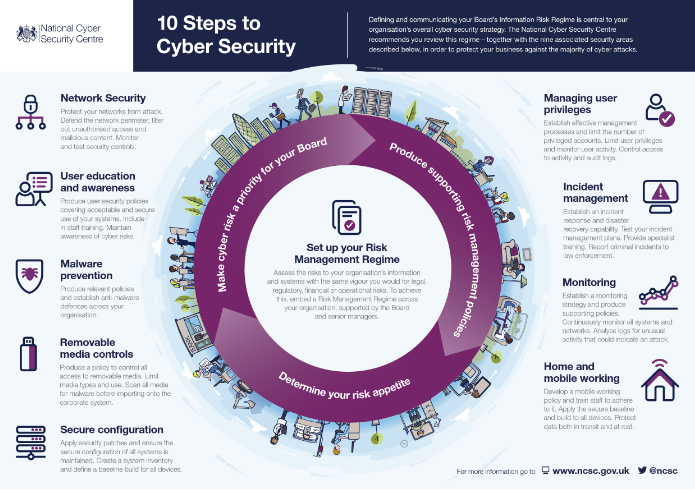 National Cyber
Security Centre
10 Steps to
Cyber Security
Defining and communicating your Board's Information Risk Regime is central to your
organisation's overall cyber security strategy. The National Cyber Security Centre
recommends you review this regime – together with the nine associated security areas
described below, in order to protect your business against the majority of cyber attacks.
Network Security
Protect your networks from attack.
Defend the network perimeter, filter
out unauthorised access and
malicious content. Monitor
and test security controls.
User education
and awareness
Produce user security policies
covering acceptable and secure
use of your systems. Include
in staff training. Maintain
awareness of cyber risks.
Malware
prevention
Produce relevant policies
and establish anti-malware
defences across your
organisation.
Removable
media controls
Produce a policy to control all
access to removable media. Limit
media types and use. Scan all media
for malware before importing onto the
corporate system.
Secure configuration
Apply security patches and ensure the
secure configuration of all systems is
maintained. Create a system inventory
and define a baseline build for all devices.
Make cyber risk a priority for your Board
Produce supporting risk management policies
Determine your risk appetite
Set up your Risk
Management Regime
Assess the risks to your organisation's information
and systems with the same vigour you would for legal,
regulatory, financial or operational risks. To achieve
this, embed a Risk Management Regime across
your organisation, supported by the Board
and senior managers.
Managing user
privileges
Establish effective management
processes and limit the number of
privileged accounts. Limit user privileges
and monitor user activity. Control access
to activity and audit logs.
Incident
management
Establish an incident
response and disaster
recovery capability. Test your incident
management plans. Provide specialist
training. Report criminal incidents to
law enforcement.
Monitoring
Establish a monitoring
strategy and produce
supporting policies.
Continuously monitor all systems and
networks. Analyse logs for unusual
activity that could indicate an attack.
Home and
mobile working
Develop a mobile working
policy and train staff to adhere
to it. Apply the secure baseline
and build to all devices. Protect
data both in transit and at rest.
For more information go to www.ncsc.gov.uk @ncsc